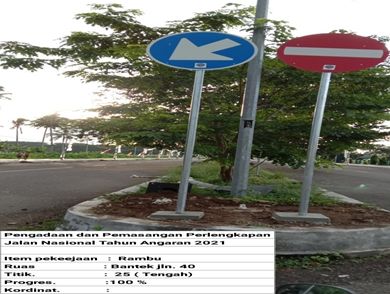 Pengadaan dan Pemasangan Perlengkapan
Jalan Nasional Tahun Angaran 2021
Item pekeejaan : Rambu
Ruas : Bantek jln. 40
Titik. : 25 ( Tengah)
Progres. :100 %
Kordinat. :